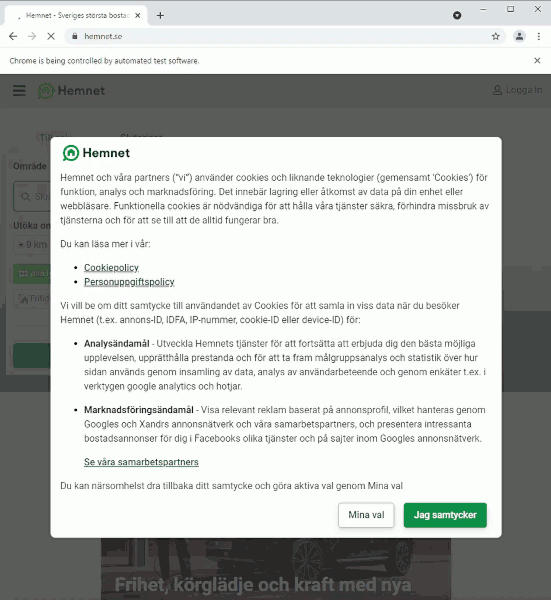 Hemnet - Sveriges största bostad
hemnet.se
Chrome is being controlled by automated test software.
Hemnet
Logga in
Hemnet
Område
Hemnet och våra partners ("vi") använder cookies och liknande teknologier (gemensamt 'Cookies') för
funktion, analys och marknadsföring. Det innebär lagring eller åtkomst av data på din enhet eller
webbläsare. Funktionella cookies är nödvändiga för att hålla våra tjänster säkra, förhindra missbruk av
tjänsterna och för att se till att de alltid fungerar bra.
Utöka om
+ 9 km
Du kan läsa mer i vår:
Cookiepolicy
Personuppgiftspolicy
Vi vill be om ditt samtycke till användandet av Cookies för att samla in viss data när du besöker
Hemnet (t.ex. annons-ID, IDFA, IP-nummer, cookie-ID eller device-ID) för:
Analysändamål - Utveckla Hemnets tjänster för att fortsätta att erbjuda dig den bästa möjliga
upplevelsen, upprätthålla prestanda och för att ta fram målgruppsanalys och statistik över hur
sidan används genom insamling av data, analys av användarbeteende och genom enkäter t.ex. i
verktygen google analytics och hotjar.
Marknadsföringsändamål - Visa relevant reklam baserat på annonsprofil, vilket hanteras genom
Googles och Xandrs annonsnätverk och våra samarbetspartners, och presentera intressanta
bostadsannonser för dig i Facebooks olika tjänster och på sajter inom Googles annonsnätverk.
Se våra samarbetspartners
Du kan närsomhelst dra tillbaka ditt samtycke och göra aktiva val genom Mina val
Mina val
Jag samtycker
Frihet, körglädje och kraft med nya